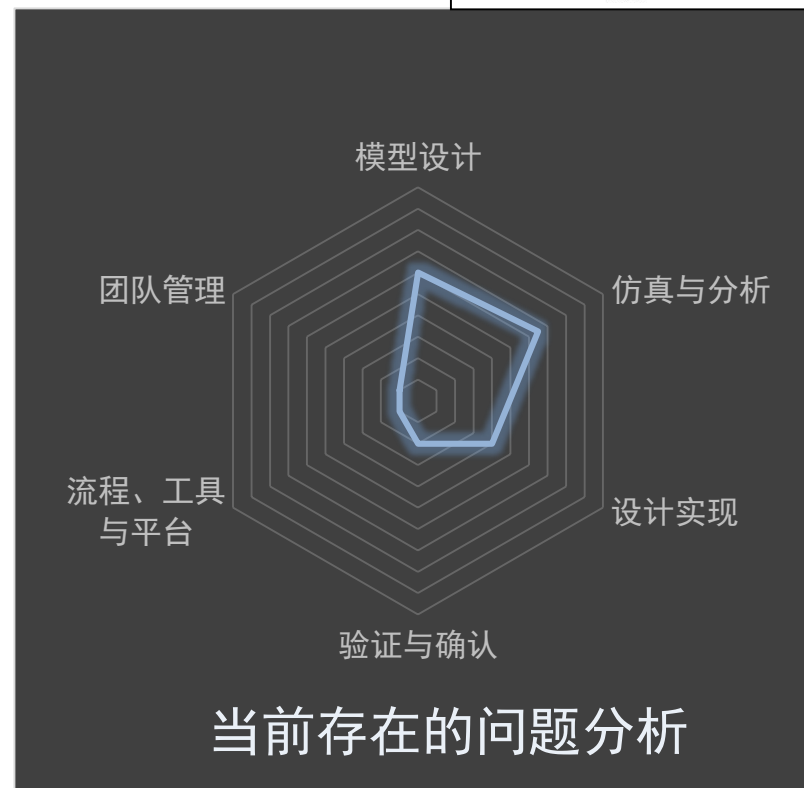 模型设计
团队管理
仿真与分析
流程、工具
与平台
设计实现
验证与确认
当前存在的问题分析